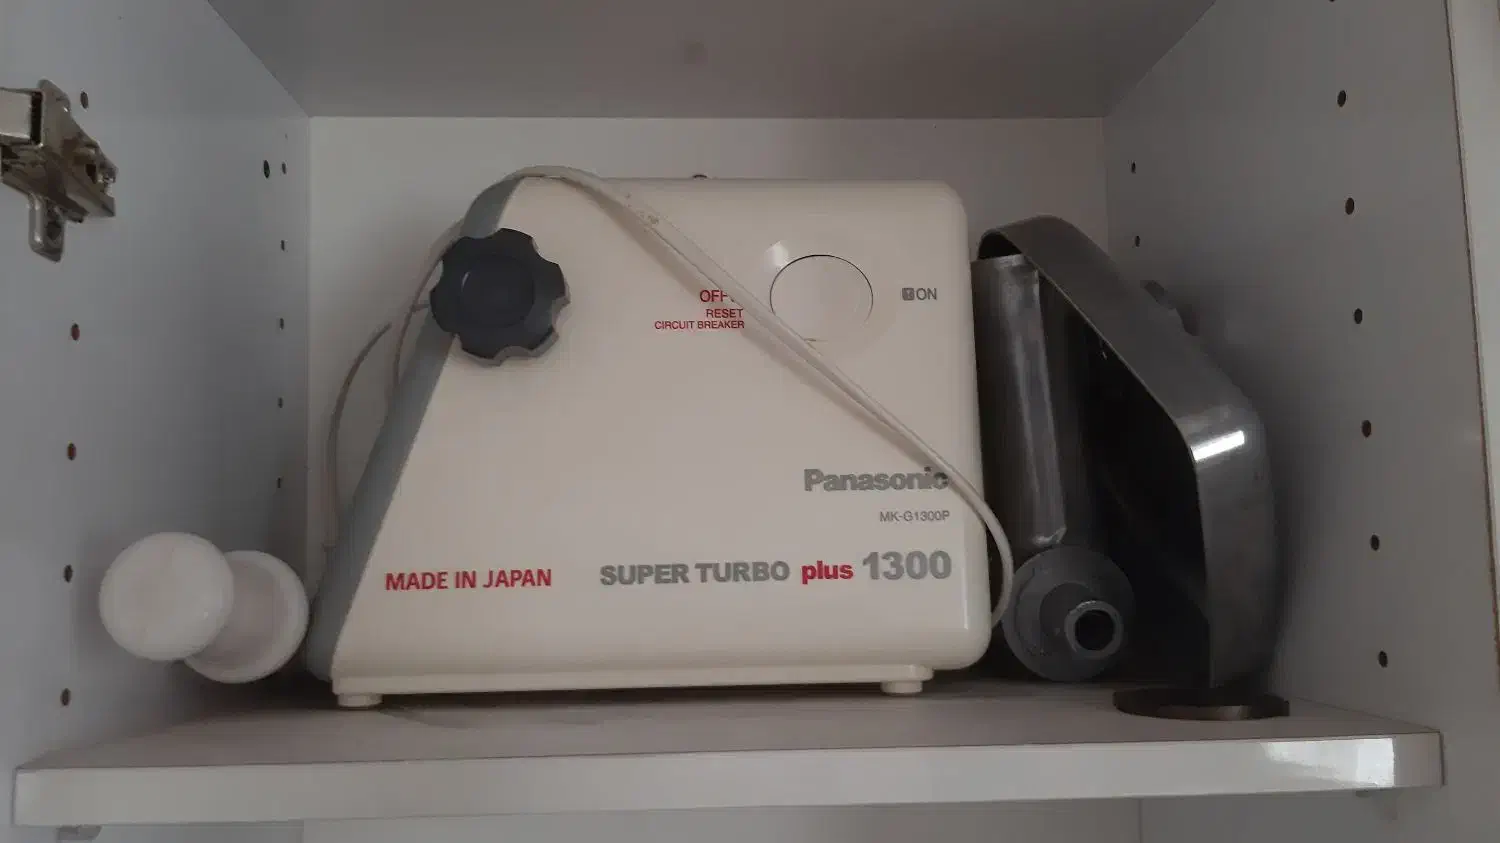 OFF
ON
RESET
CIRCUIT BREAKER
Panasonic
MK-G1300P
MADE IN JAPAN
SUPER TURBO plus 1300